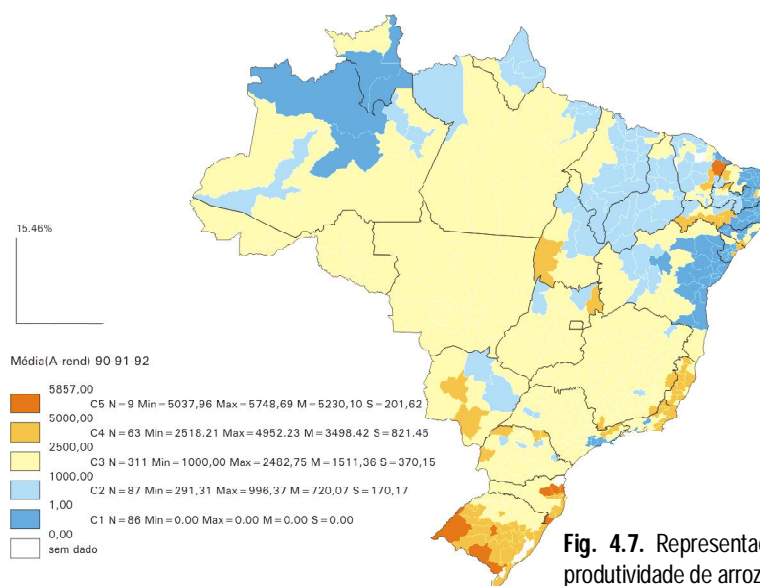 15.46%
Média(A rend) 90 91 92
5857,00
C5 N=9 Min=5037,96 Max=5748,69 M=5230,10 S=201,62
5000,00
C4 N=63 Min=2518.21 Max=4952.23 M=3498.42 S=821.45
2500,00
C3 N=311 Min=1000,00 Max=2482,75 M=1511,36 S=370,15
1000,00
C2 N=87 Min=291,31 Max=996,37 M=720,07 S=170,17
1,00
C1 N=86 Min=0.00 Max=0.00 M=0.00 S=0.00
0,00
sem dado
Fig. 4.7. Representaç
produtividade de arroz